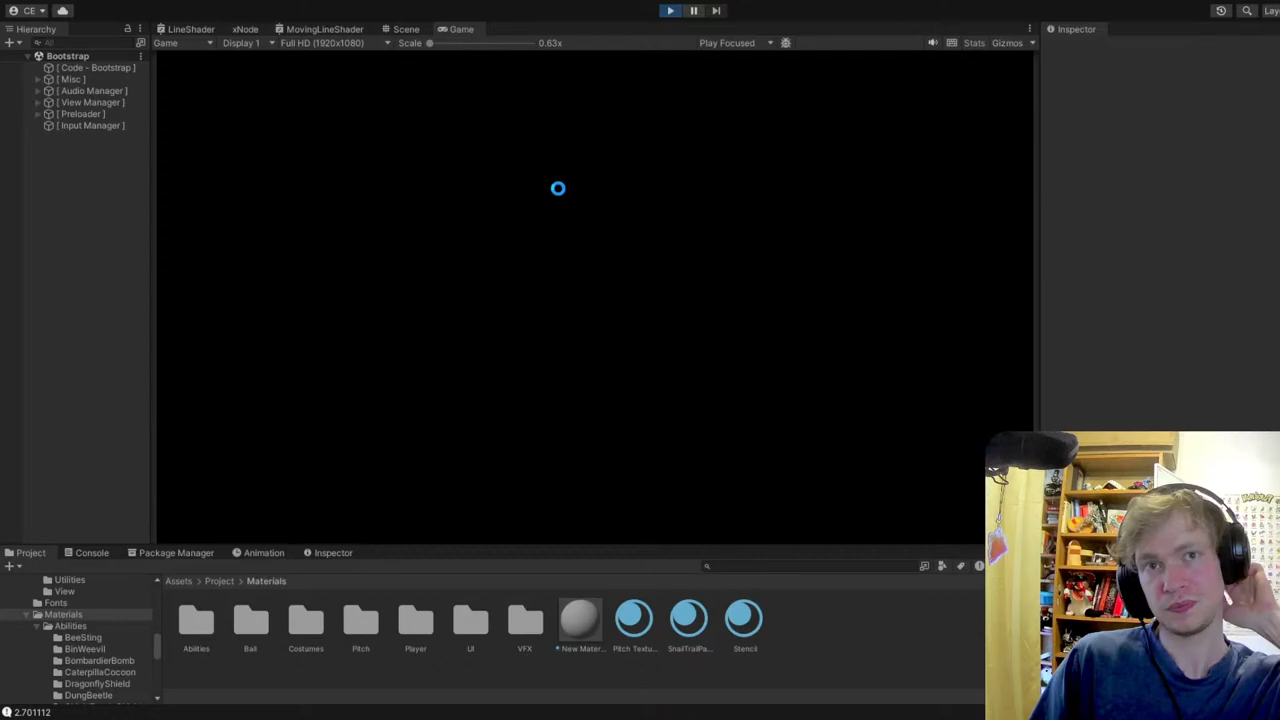 CE
Lay
Hierarchy
LineShader
xNode
MovingLineShader
Scene
Game
Inspector
All
Game
Display 1
Full HD (1920x1080)
Scale
0.63x
Play Focused
Stats
Gizmos
Bootstrap
[ Code - Bootstrap ]
[ Misc ]
[ Audio Manager ]
[ View Manager ]
[ Preloader ]
[ Input Manager ]
Project
Console
Package Manager
Animation
Inspector
Utilities
View
Fonts
Materials
Abilities
BeeSting
BinWeevil
BombardierBomb
CaterpillaCocoon
DragonflyShield
DungBeetle
Assets
Project
Materials
Abilities
Ball
Costumes
Pitch
Player
UI
VFX
New Mater...
Pitch Textu...
SnailTrailPa...
Stencil
2.701112